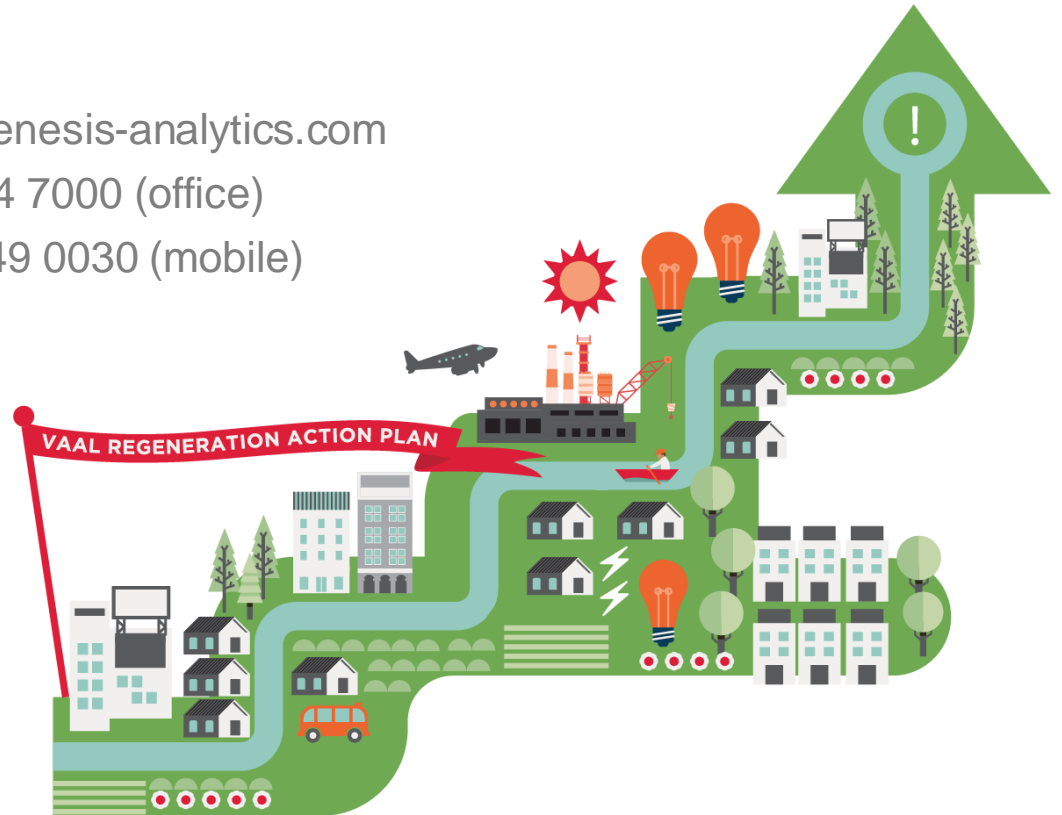 enesis-analytics.com
4 7000 (office)
49 0030 (mobile)
!
VAAL REGENERATION ACTION PLAN